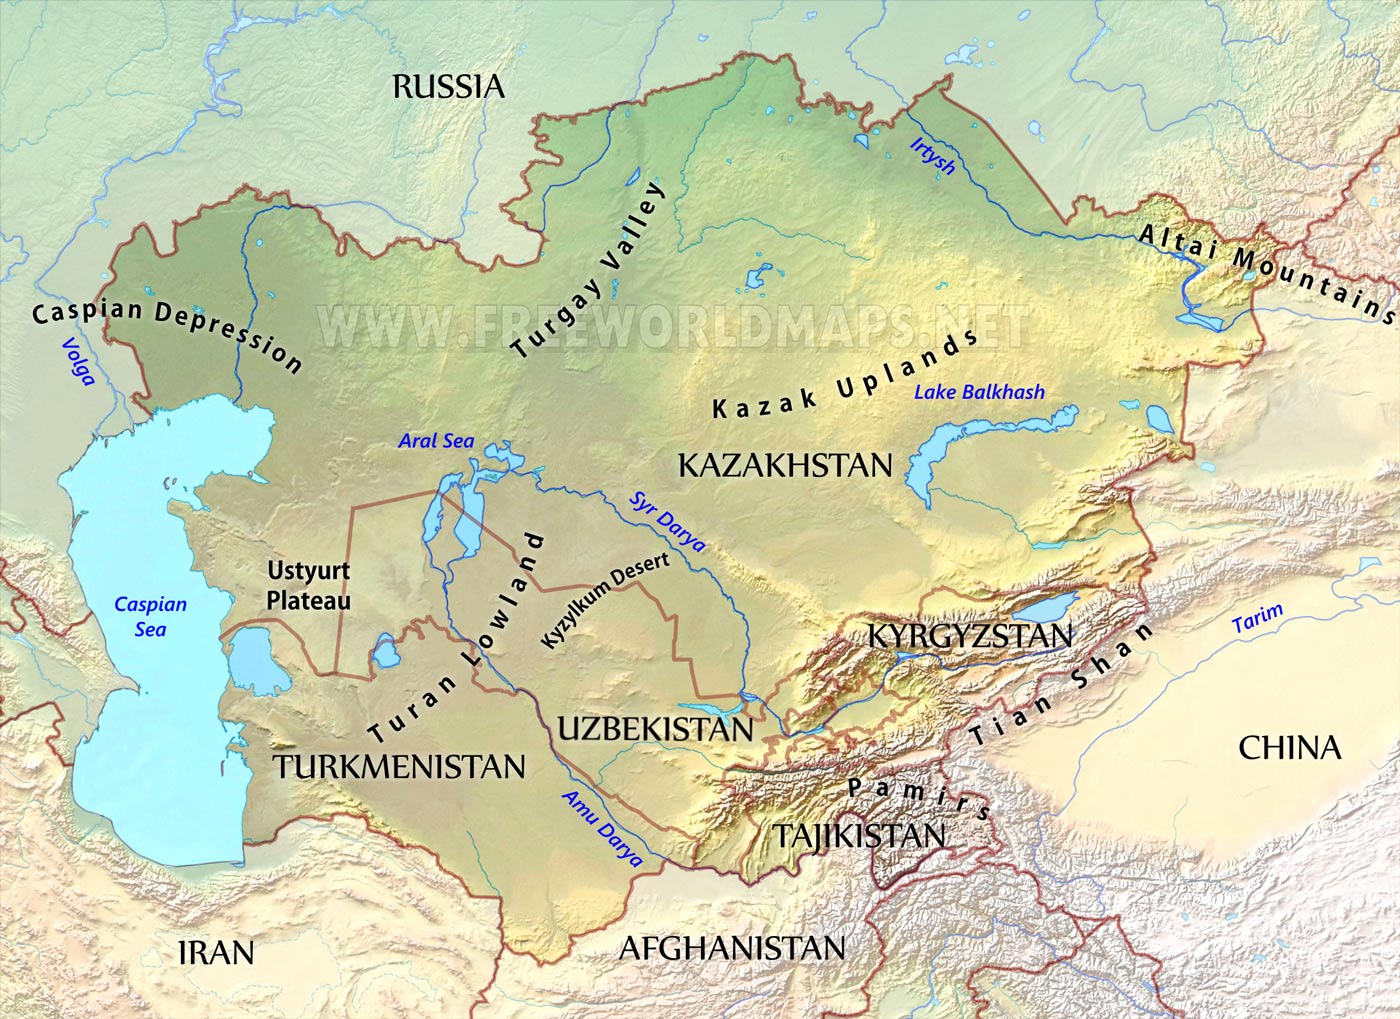 RUSSIA
Irtysh
Altai Mountains
Turgay Valley
Caspian Depression
WWW.FREEWORLDMAPS.NET
Volga
Kazak Uplands
Lake Balkhash
Aral Sea
KAZAKHSTAN
Syr Darya
Ustyurt
Plateau
Kyzylkum Desert
Turan Lowland
Caspian
Sea
KYRGYZSTAN
Tarim
Tian Shan
UZBEKISTAN
TURKMENISTAN
CHINA
Pamirs
Amu Darya
TAJIKISTAN
IRAN
AFGHANISTAN